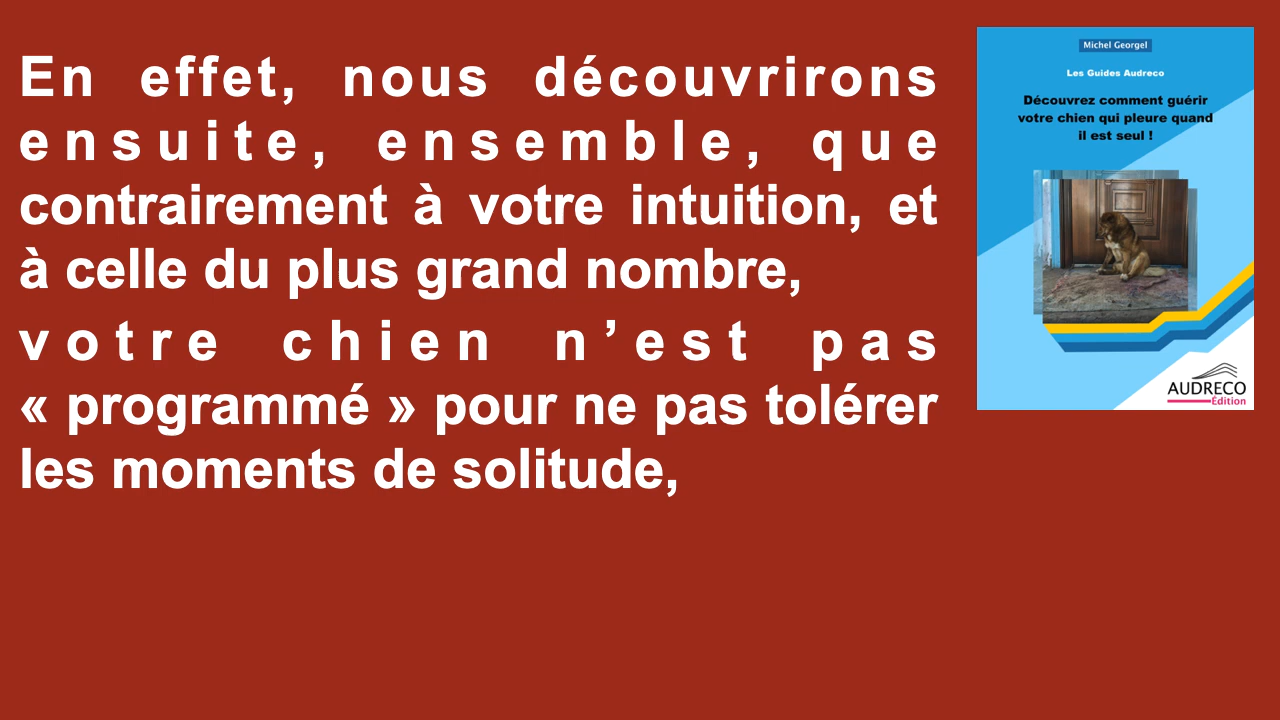 En effet, nous découvrirons
ensuite, ensemble, que
contrairement à votre intuition, et
à celle du plus grand nombre,
votre chien n’est pas
« programmé » pour ne pas tolérer
les moments de solitude,
Michel Georgel
Les Guides Audreco
Découvrez comment guérir
votre chien qui pleure quand
il est seul !
AUDRECO
Édition